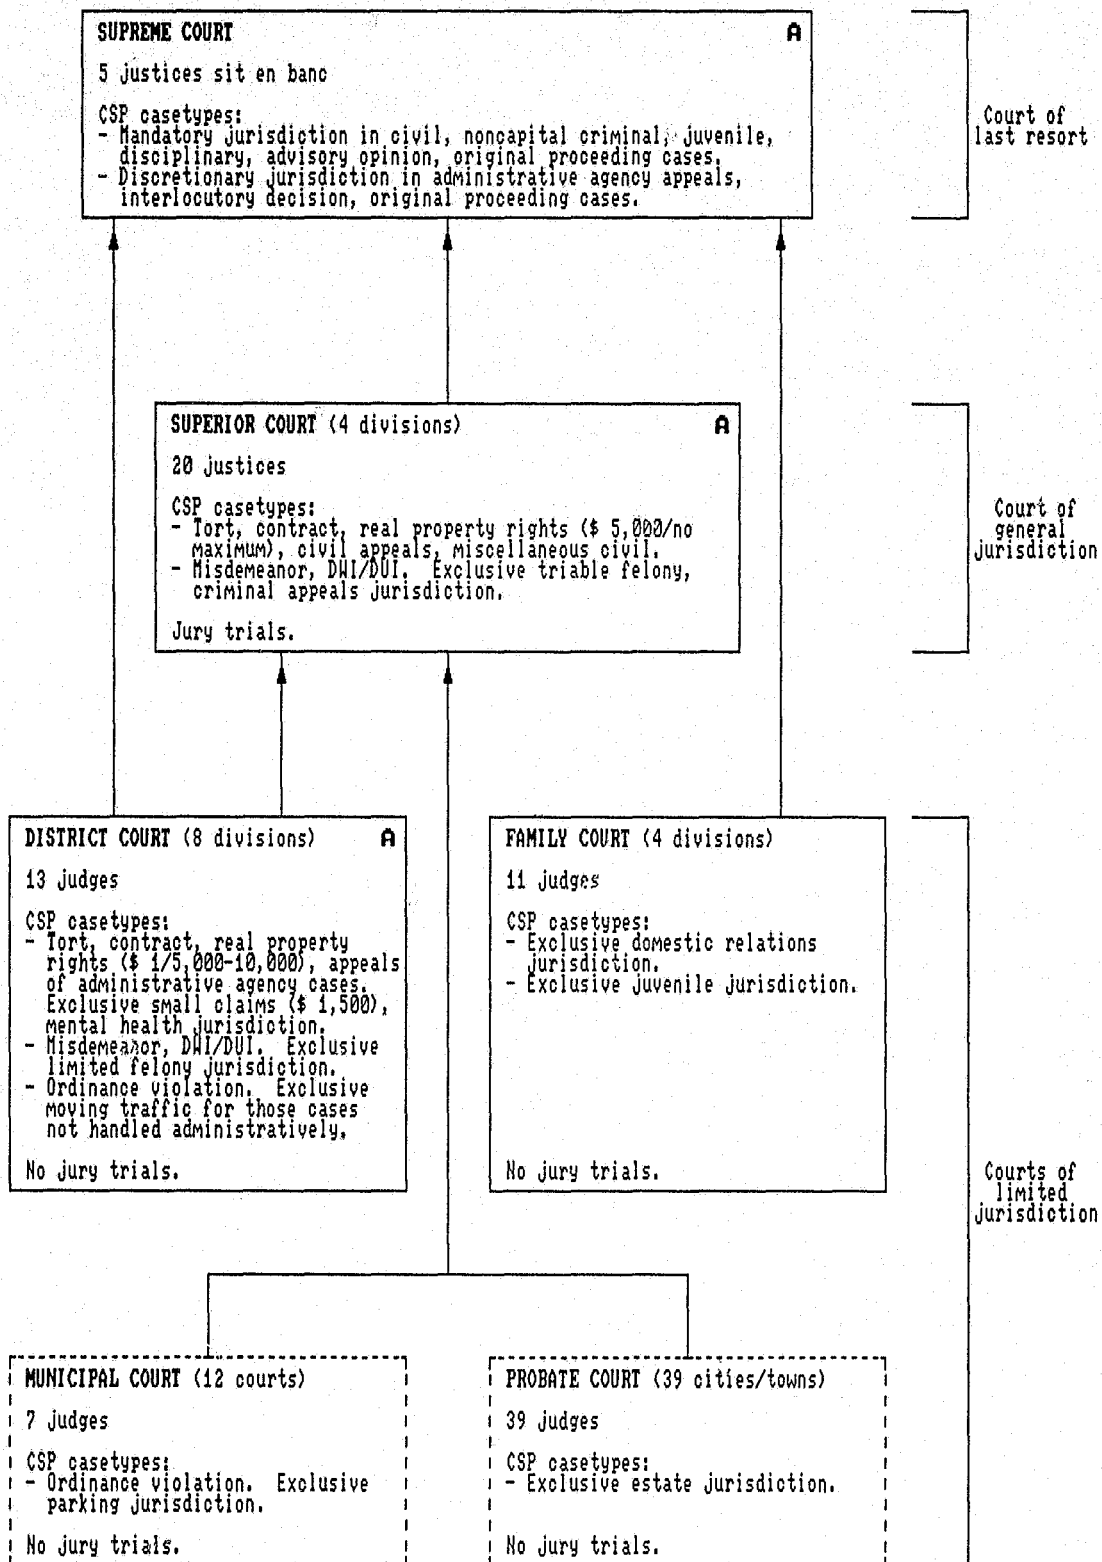 SUPREME COURT A
5 justices sit en banc
CSP casetypes:
- Mandatory jurisdiction in civil, noncapital criminal, juvenile,
disciplinary, advisory opinion, original proceeding cases.
- Discretionary jurisdiction in administrative agency appeals,
interlocutory decision, original proceeding cases.
Court of
last resort
SUPERIOR COURT (4 divisions) A
20 justices
CSP casetypes:
- Tort, contract, real property rights ($ 5,000/no
maximum), civil appeals, miscellaneous civil.
- Misdemeanor, DWI/DUI. Exclusive triable felony,
criminal appeals jurisdiction.
Jury trials.
Court of
general
jurisdiction
DISTRICT COURT (8 divisions) A
13 judges
CSP casetypes:
- Tort, contract, real property
rights ($ 1/5,000-10,000), appeals
of administrative agency cases.
Exclusive small claims ($ 1,500),
mental health jurisdiction.
- Misdemeanor, DWI/DUI. Exclusive
limited felony jurisdiction.
- Ordinance violation. Exclusive
moving traffic for those cases
not handled administratively.
No jury trials.
FAMILY COURT (4 divisions)
11 judges
CSP casetypes:
- Exclusive domestic relations
jurisdiction.
- Exclusive juvenile jurisdiction.
No jury trials.
Courts of
limited
jurisdiction
MUNICIPAL COURT (12 courts)
7 judges
CSP casetypes:
- Ordinance violation. Exclusive
parking jurisdiction.
No jury trials.
PROBATE COURT (39 cities/towns)
39 judges
CSP casetypes:
- Exclusive estate jurisdiction.
No jury trials.